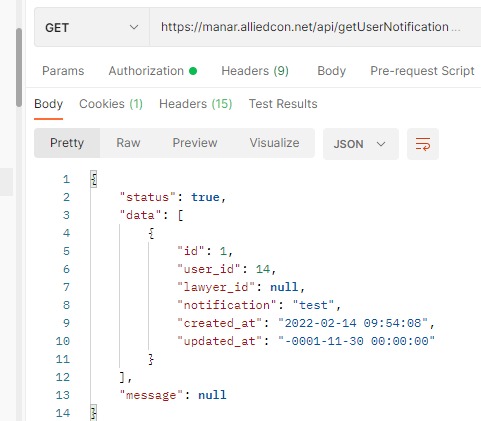 GET https://manar.alliedcon.net/api/getUserNotification ...
Params Authorization Headers (9) Body Pre-request Script
Body Cookies (1) Headers (15) Test Results
Pretty Raw Preview Visualize JSON
1 {
2 "status": true,
3 "data": [
4 {
5 "id": 1,
6 "user_id": 14,
7 "lawyer_id": null,
8 "notification": "test",
9 "created_at": "2022-02-14 09:54:08",
10 "updated_at": "-0001-11-30 00:00:00"
11 }
12 ],
13 "message": null
14 }